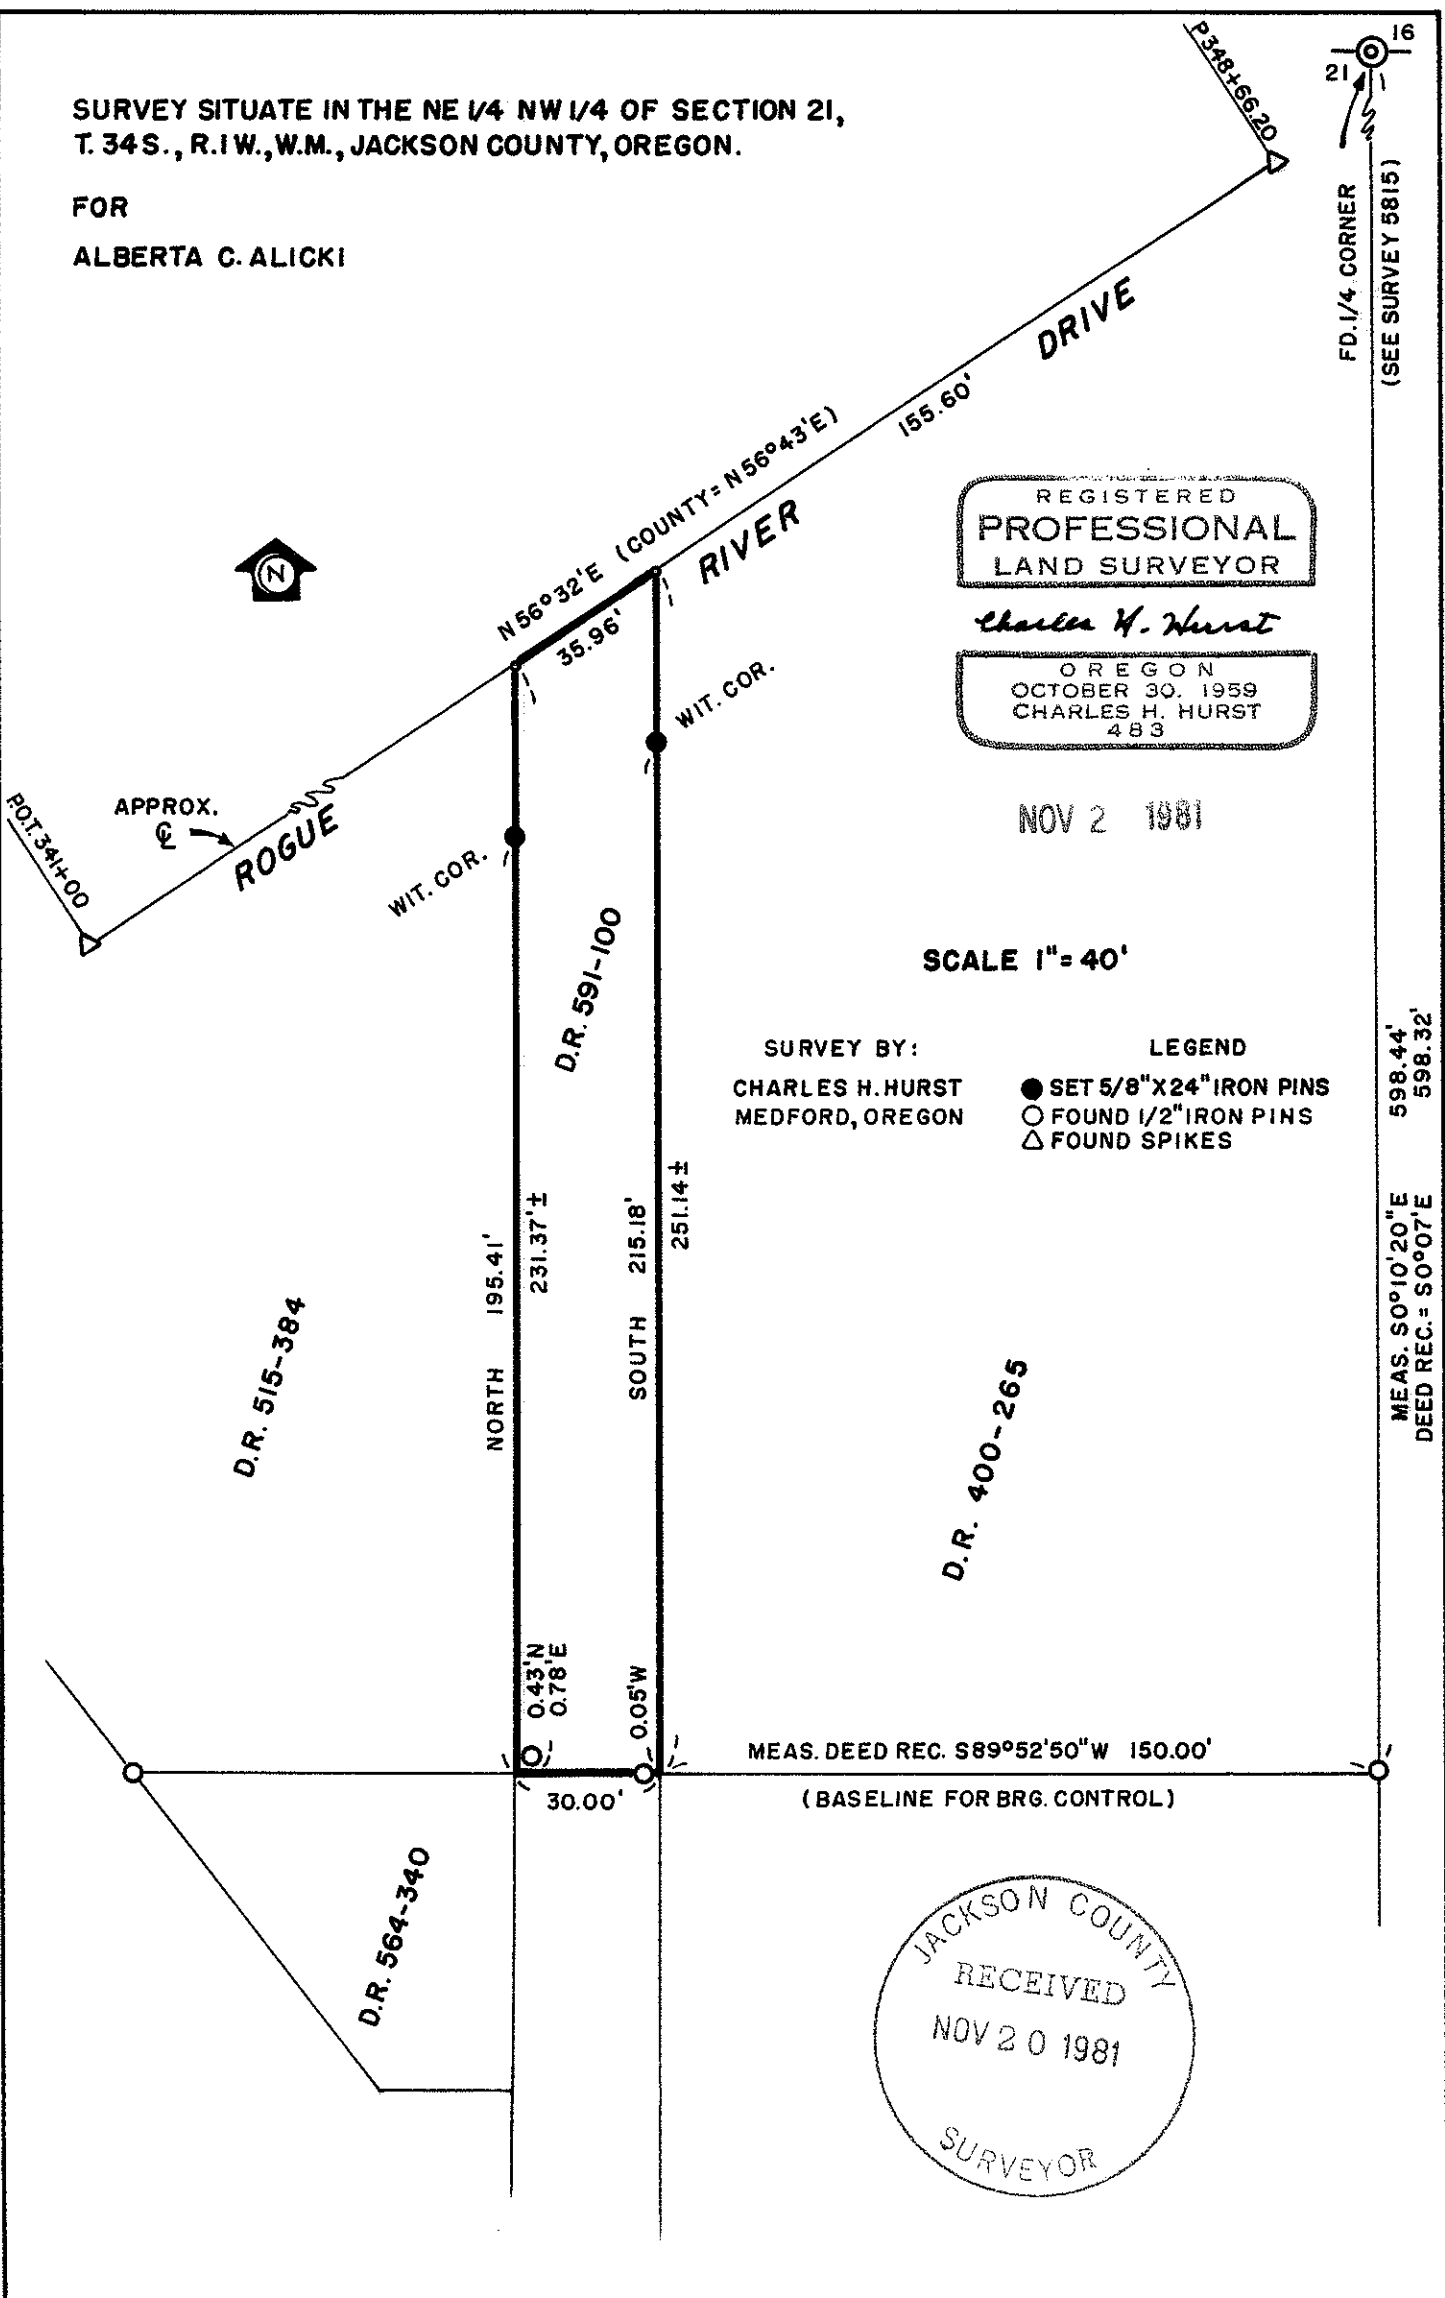 SURVEY SITUATE IN THE NE 1/4 NW 1/4 OF SECTION 21,
T. 34 S., R.1 W., W.M., JACKSON COUNTY, OREGON.
FOR
ALBERTA C. ALICKI
P348+66.20
16
21
FD. 1/4 CORNER
(SEE SURVEY 5815)
DRIVE
155.60'
N 56°32'E (COUNTY= N 56°43'E)
RIVER
35.96'
N
REGISTERED
PROFESSIONAL
LAND SURVEYOR
Charles H. Hurst
OREGON
OCTOBER 30, 1959
CHARLES H. HURST
483
WIT. COR.
NOV 2 1981
APPROX.
℄
ROGUE
P.O.T. 341+00
WIT. COR.
D.R. 591-100
SCALE 1"= 40'
SURVEY BY:
CHARLES H. HURST
MEDFORD, OREGON
LEGEND
SET 5/8"X24" IRON PINS
FOUND 1/2" IRON PINS
FOUND SPIKES
598.44'
598.32'
MEAS. S0°10'20"E
DEED REC.= S0°07'E
NORTH 195.41'
231.37'±
SOUTH 215.18'
251.14±
D.R. 515-384
D.R. 400-265
0.43'N
0.78'E
0.05'W
MEAS. DEED REC. S89°52'50"W 150.00'
30.00'
(BASELINE FOR BRG. CONTROL)
D.R. 564-340
JACKSON COUNTY
RECEIVED
NOV 20 1981
SURVEYOR